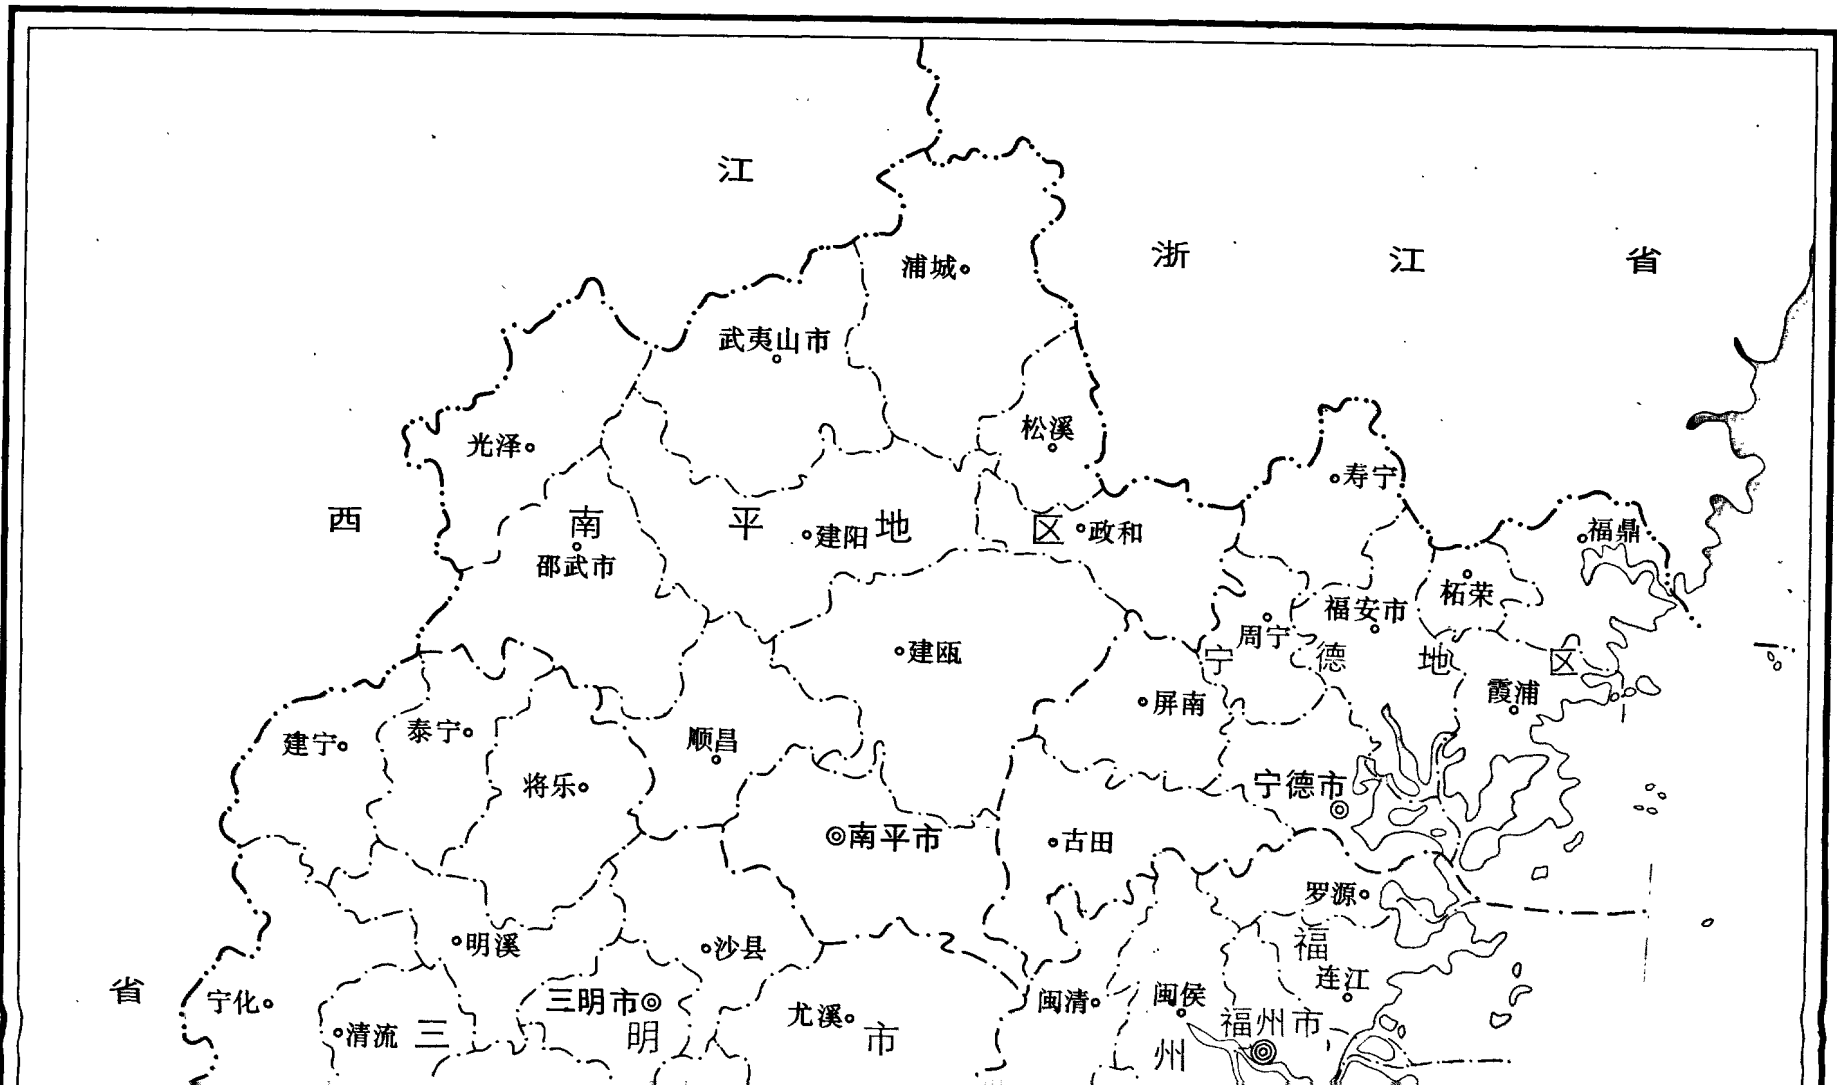 江
浙 江 省
浦城
武夷山市
松溪
光泽
寿宁
西
南 平 地 区
建阳
政和
福鼎
邵武市
柘荣
福安市
周宁
建瓯
宁 德 地 区
霞浦
屏南
泰宁
建宁
顺昌
将乐
宁德市
南平市
古田
罗源
明溪
沙县
福
连江
省
宁化
三明市
闽清
闽侯
尤溪
清流
三 明 市
福州市
州